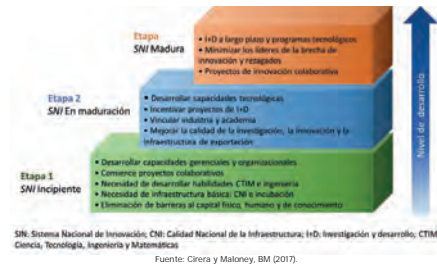 Etapa
SNI Madura
• I+D a largo plazo y programas tecnológicos
• Minimizar los líderes de la brecha de
innovación y rezagados
• Proyectos de innovación colaborativa
Etapa 2
SNI En maduración
• Desarrollar capacidades tecnológicas
• Incentivar proyectos de I+D
• Vincular industria y academia
• Mejorar la calidad de la investigación, la innovación y la
infraestructura de exportación
Etapa 1
SNI Incipiente
• Desarrollar capacidades gerenciales y organizacionales
• Comience proyectos colaborativos
• Necesidad de desarrollar habilidades CTIM e ingeniería
• Necesidad de infraestructura básica: CNI e incubación
• Eliminación de barreras al capital físico, humano y de conocimiento
Nivel de desarrollo
SIN: Sistema Nacional de Innovación; CNI: Calidad Nacional de la Infraestructura; I+D: Investigación y desarrollo; CTIM
Ciencia, Tecnología, Ingeniería y Matemáticas
Fuente: Cirera y Maloney, BM (2017).